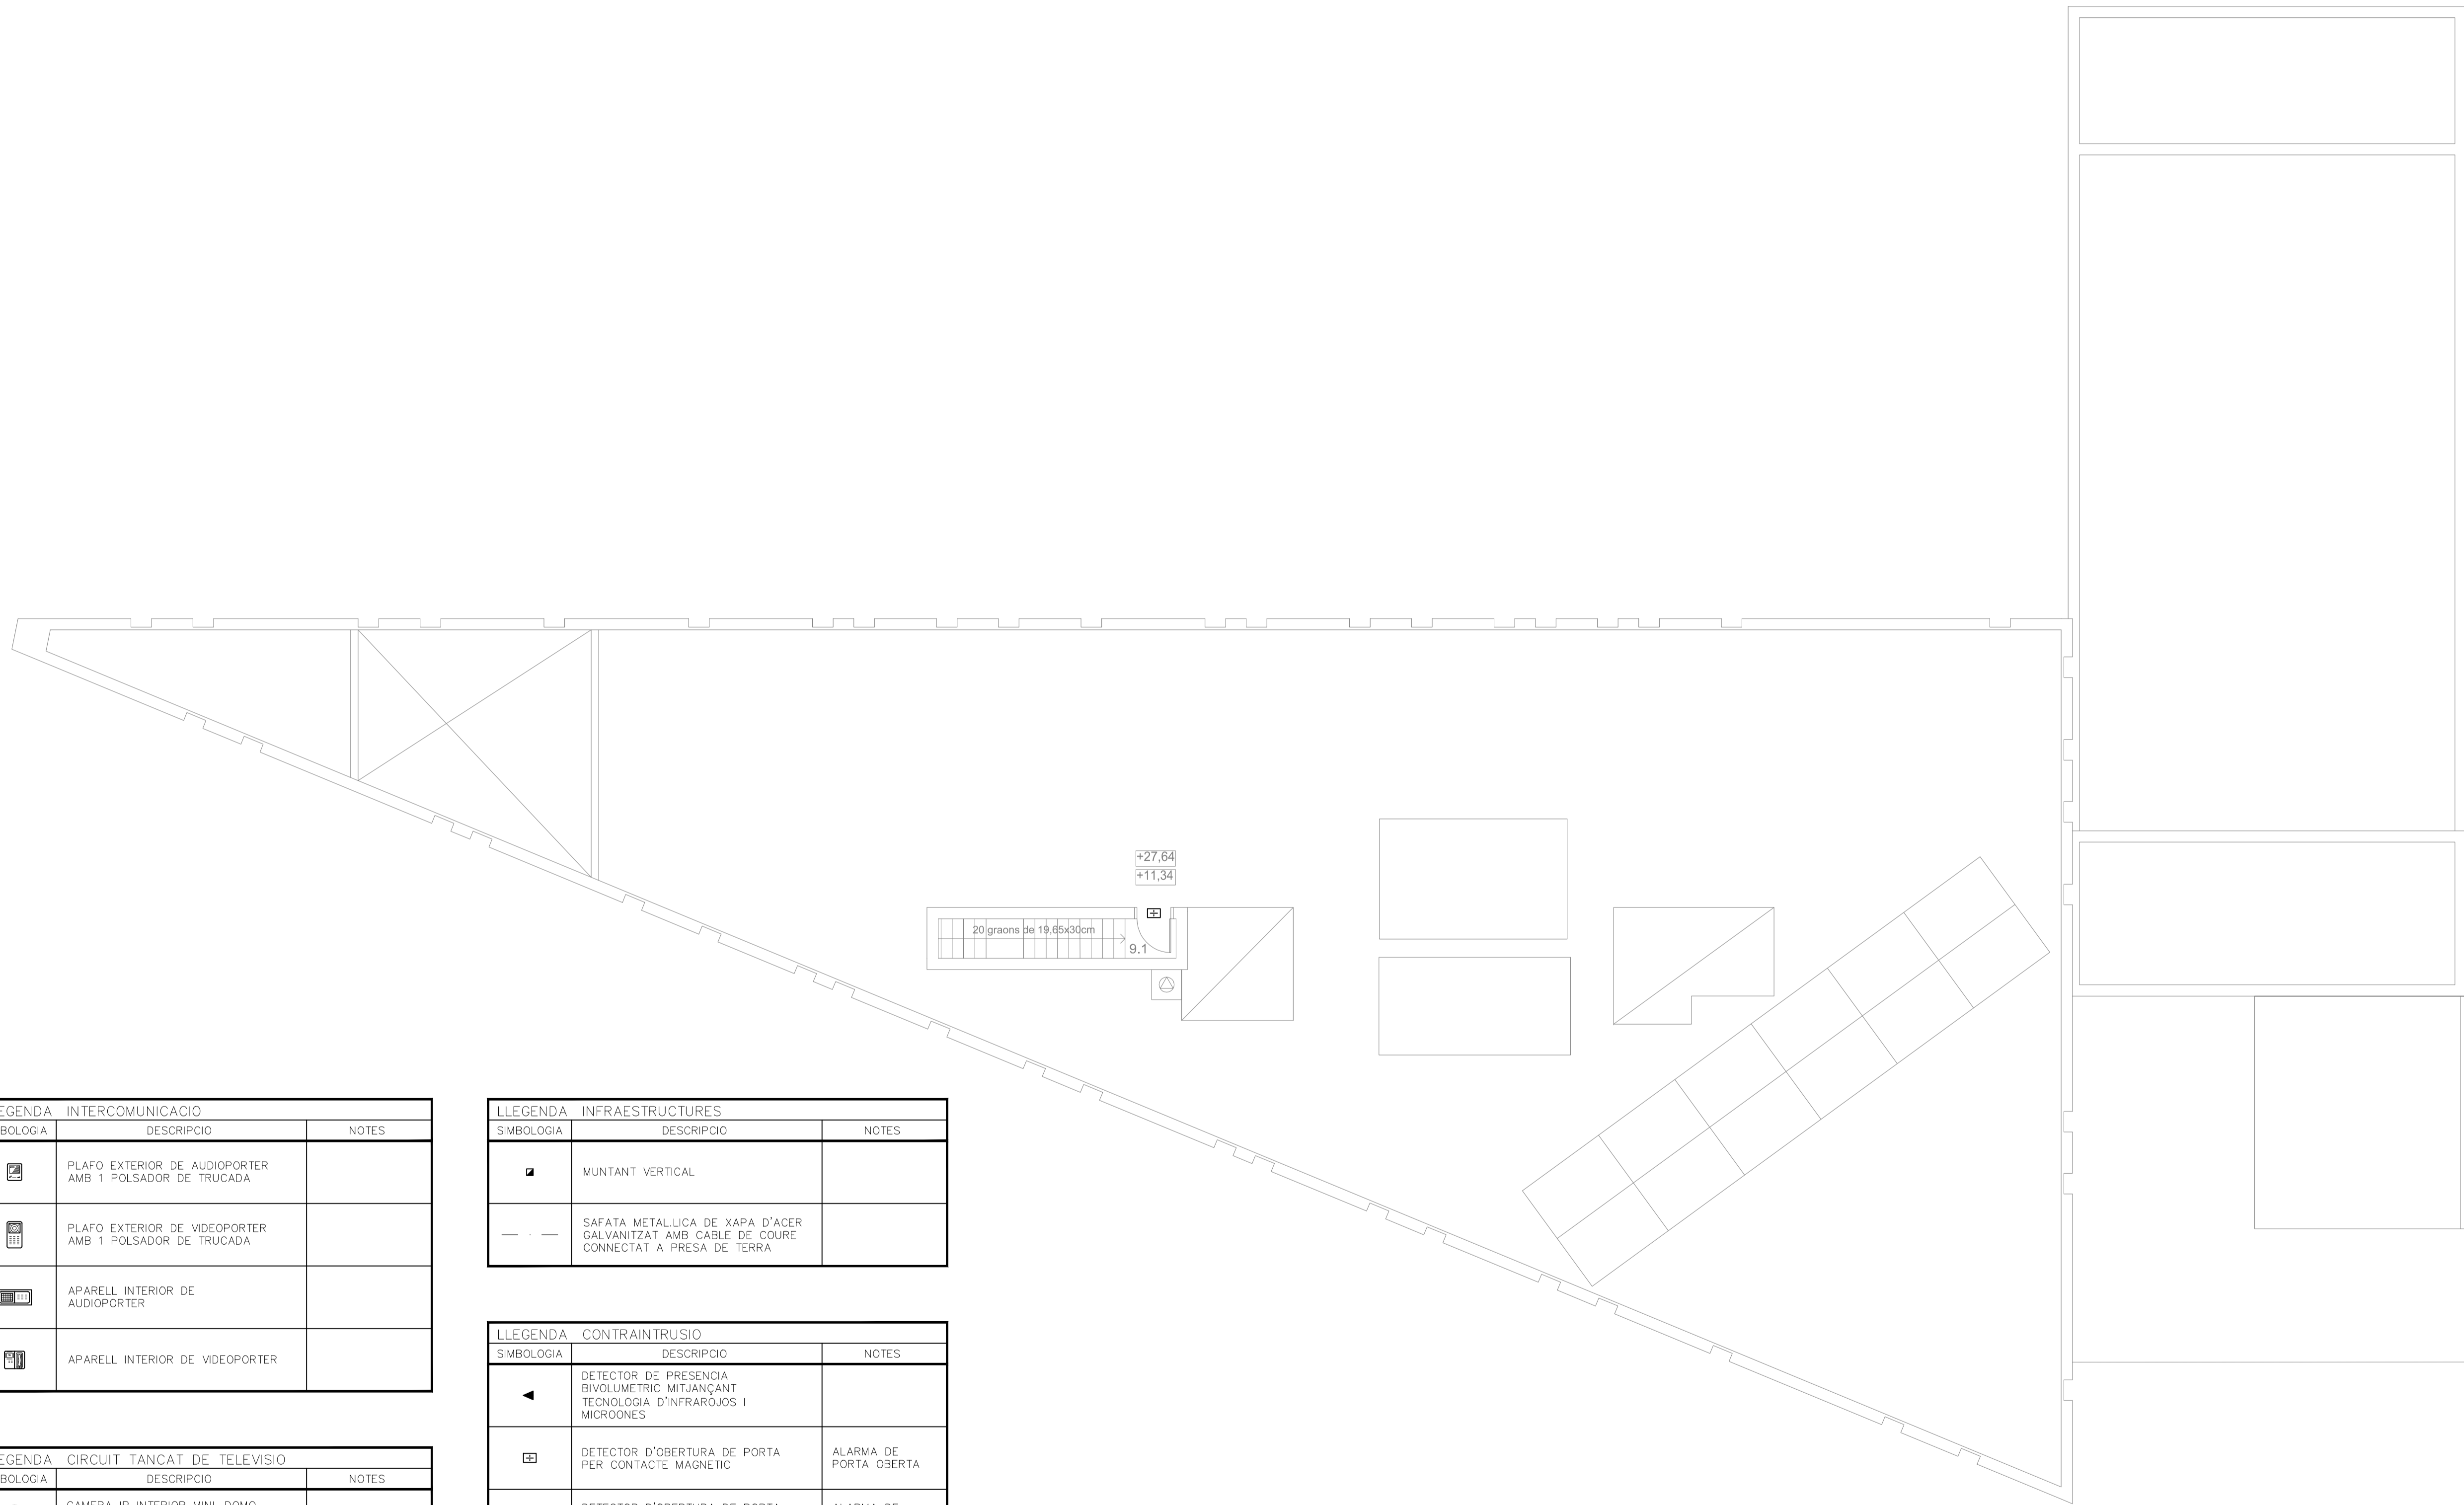 +27,64
+11,34
20 graons de 19,65x30cm
9.1
INTERCOMUNICACIO
DESCRIPCIO NOTES
PLAFO EXTERIOR DE AUDIOPORTER
AMB 1 POLSADOR DE TRUCADA
PLAFO EXTERIOR DE VIDEOPORTER
AMB 1 POLSADOR DE TRUCADA
APARELL INTERIOR DE
AUDIOPORTER
APARELL INTERIOR DE VIDEOPORTER
CIRCUIT TANCAT DE TELEVISIO
DESCRIPCIO NOTES
LLEGENDA INFRAESTRUCTURES
SIMBOLOGIA DESCRIPCIO NOTES
MUNTANT VERTICAL
SAFATA METAL.LICA DE XAPA D'ACER
GALVANITZAT AMB CABLE DE COURE
CONNECTAT A PRESA DE TERRA
LLEGENDA CONTRAINTRUSIO
SIMBOLOGIA DESCRIPCIO NOTES
DETECTOR DE PRESENCIA
BIVOLUMETRIC MITJANÇANT
TECNOLOGIA D'INFRAROJOS I
MICROONES
DETECTOR D'OBERTURA DE PORTA
PER CONTACTE MAGNETIC
ALARMA DE
PORTA OBERTA